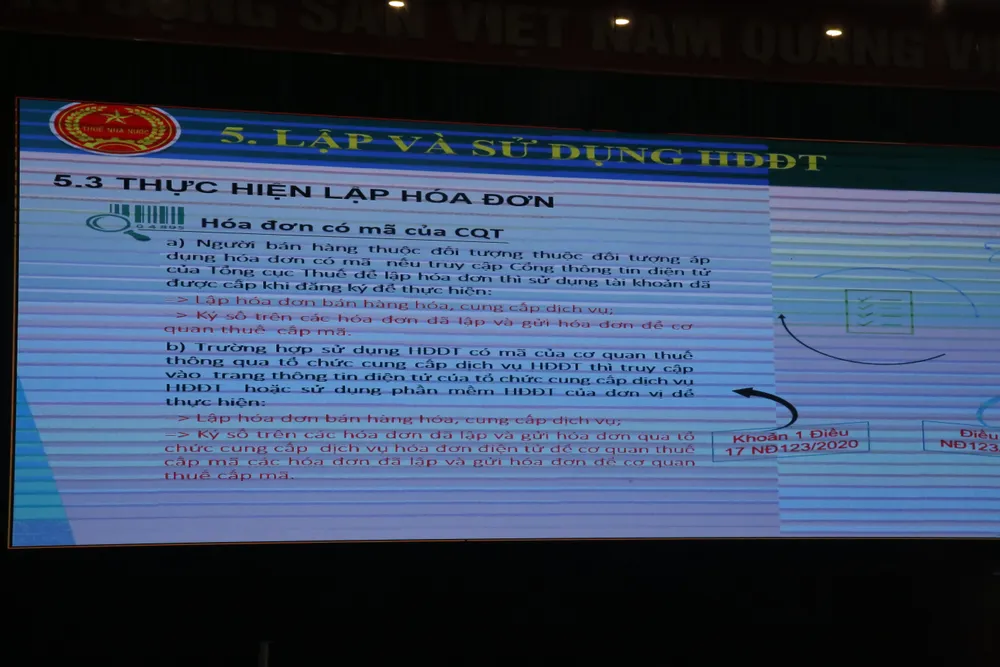 ĐỘNG SẢN VIỆT NAM QUANG V
THUẾ NHÀ NƯỚC
5. LẬP VÀ SỬ DỤNG HĐĐT
5.3 THỰC HIỆN LẬP HÓA ĐƠN
Hóa đơn có mã của CQT
a) Người bán hàng thuộc đối tượng thuộc đối tượng áp
dụng hóa đơn có mã nếu truy cập Cổng thông tin điện tử
của Tổng cục Thuế để lập hóa đơn thì sử dụng tài khoản đã
được cấp khi đăng ký để thực hiện:
-> Lập hóa đơn bán hàng hóa, cung cấp dịch vụ;
-> Ký số trên các hóa đơn đã lập và gửi hóa đơn để cơ
quan thuế cấp mã.
b) Trường hợp sử dụng HĐĐT có mã của cơ quan thuế
thông qua tổ chức cung cấp dịch vụ HĐĐT thì truy cập
vào trang thông tin điện tử của tổ chức cung cấp dịch vụ
HĐĐT hoặc sử dụng phần mềm HĐĐT của đơn vị để
thực hiện:
-> Lập hóa đơn bán hàng hóa, cung cấp dịch vụ;
-> Ký số trên các hóa đơn đã lập và gửi hóa đơn qua tổ
chức cung cấp dịch vụ hóa đơn điện tử để cơ quan thuế
cấp mã các hóa đơn đã lập và gửi hóa đơn để cơ quan
thuế cấp mã.
Khoản 1 Điều
17 NĐ123/2020
Điều
NĐ123